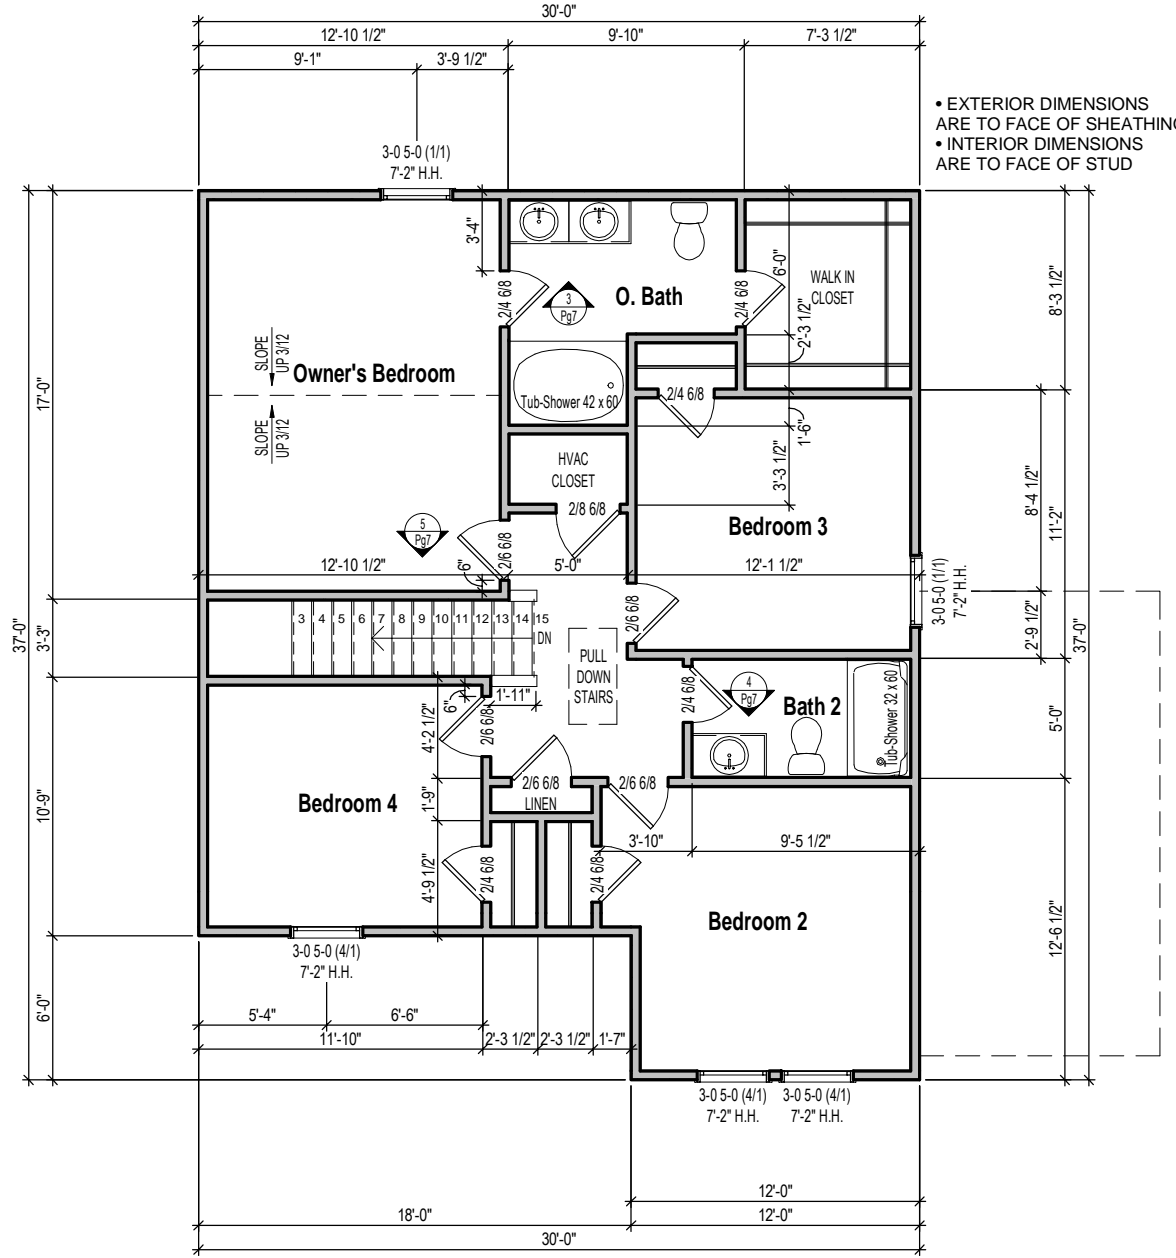 30'-0"
12'-10 1/2"
9'-10"
7'-3 1/2"
9'-1"
3'-9 1/2"
• EXTERIOR DIMENSIONS
ARE TO FACE OF SHEATHING
• INTERIOR DIMENSIONS
ARE TO FACE OF STUD
3-0 5-0 (1/1)
7'-2" H.H.
3'-4"
2/4 6/8
3
Pg7
O. Bath
2/4 6/8
6'-0"
2'-3 1/2"
WALK IN
CLOSET
8'-3 1/2"
SLOPE
UP 3/12
Owner's Bedroom
SLOPE
UP 3/12
17'-0"
Tub-Shower 42 x 60
2/4 6/8
1'-6"
3'-3 1/2"
HVAC
CLOSET
2/8 6/8
Bedroom 3
8'-4 1/2"
11'-2"
5
Pg7
2/6 6/8
6"
12'-10 1/2"
5'-0"
12'-1 1/2"
3-0 5-0 (1/1)
7'-2" H.H.
2/6 6/8
2'-9 1/2"
37'-0"
37'-0"
3'-3"
3 4 5 6 7 8 9 10 11 12 13 14 15
DN
PULL
DOWN
STAIRS
6"
1'-11"
2/6 6/8
4'-2 1/2"
2/4 6/8
4
Pg7
Bath 2
Tub-Shower 32 x 60
5'-0"
2/6 6/8
LINEN
2/6 6/8
Bedroom 4
1'-9"
10'-9"
3'-10"
9'-5 1/2"
4'-9 1/2"
2/4 6/8
2/4 6/8
Bedroom 2
12'-6 1/2"
3-0 5-0 (4/1)
7'-2" H.H.
6'-0"
5'-4"
6'-6"
11'-10"
2'-3 1/2"
2'-3 1/2"
1'-7"
3-0 5-0 (4/1)
7'-2" H.H.
3-0 5-0 (4/1)
7'-2" H.H.
12'-0"
18'-0"
12'-0"
30'-0"